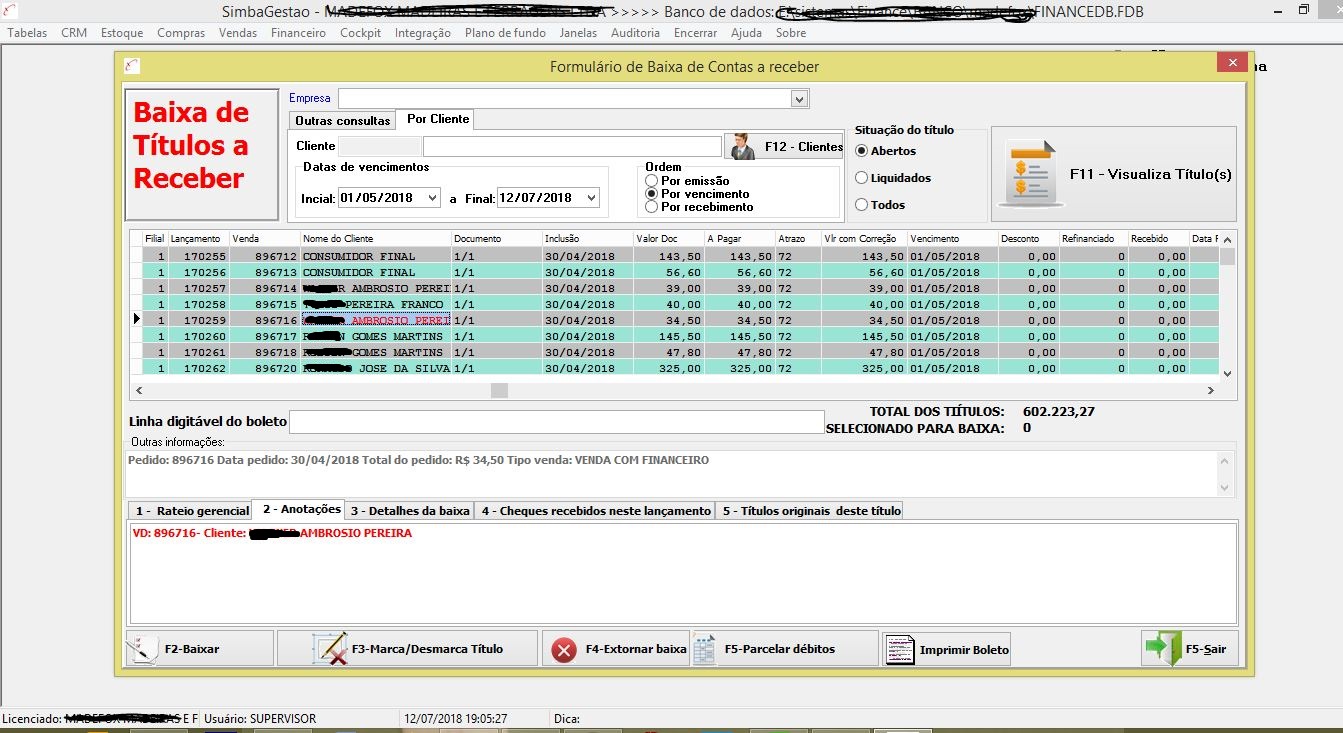 SimbaGestao - >>>>> Banco de dados: \FINANCEDB.FDB
Tabelas CRM Estoque Compras Vendas Financeiro Cockpit Integração Plano de fundo Janelas Auditoria Encerrar Ajuda Sobre
Formulário de Baixa de Contas a receber
Baixa de
Títulos a
Receber
Empresa
Outras consultas Por Cliente
Cliente F12 - Clientes
Datas de vencimentos
Incial: 01/05/2018 a Final: 12/07/2018
Ordem
Por emissão
Por vencimento
Por recebimento
Situação do título
Abertos
Liquidados
Todos
F11 - Visualiza Título(s)
Filial Lançamento Venda Nome do Cliente Documento Inclusão Valor Doc A Pagar Atrazo Vlr com Correção Vencimento Desconto Refinanciado Recebido Data F
1 170255 896712 CONSUMIDOR FINAL 1/1 30/04/2018 143,50 143,50 72 143,50 01/05/2018 0,00 0 0,00
1 170256 896713 CONSUMIDOR FINAL 1/1 30/04/2018 56,60 56,60 72 56,60 01/05/2018 0,00 0 0,00
1 170257 896714 AMBROSIO PEREI 1/1 30/04/2018 39,00 39,00 72 39,00 01/05/2018 0,00 0 0,00
1 170258 896715 PEREIRA FRANCO 1/1 30/04/2018 40,00 40,00 72 40,00 01/05/2018 0,00 0 0,00
1 170259 896716 AMBROSIO PEREI 1/1 30/04/2018 34,50 34,50 72 34,50 01/05/2018 0,00 0 0,00
1 170260 896717 GOMES MARTINS 1/1 30/04/2018 145,50 145,50 72 145,50 01/05/2018 0,00 0 0,00
1 170261 896718 GOMES MARTINS 1/1 30/04/2018 47,80 47,80 72 47,80 01/05/2018 0,00 0 0,00
1 170262 896720 JOSE DA SILVA 1/1 30/04/2018 325,00 325,00 72 325,00 01/05/2018 0,00 0 0,00
Linha digitável do boleto
TOTAL DOS TIÍTULOS: 602.223,27
SELECIONADO PARA BAIXA: 0
Outras informações:
Pedido: 896716 Data pedido: 30/04/2018 Total do pedido: R$ 34,50 Tipo venda: VENDA COM FINANCEIRO
1 - Rateio gerencial 2 - Anotações 3 - Detalhes da baixa 4 - Cheques recebidos neste lançamento 5 - Títulos originais deste título
VD: 896716- Cliente: AMBROSIO PEREIRA
F2-Baixar F3-Marca/Desmarca Título F4-Extornar baixa F5-Parcelar débitos Imprimir Boleto F5-Sair
Licenciado: E F Usuário: SUPERVISOR 12/07/2018 19:05:27 Dica: